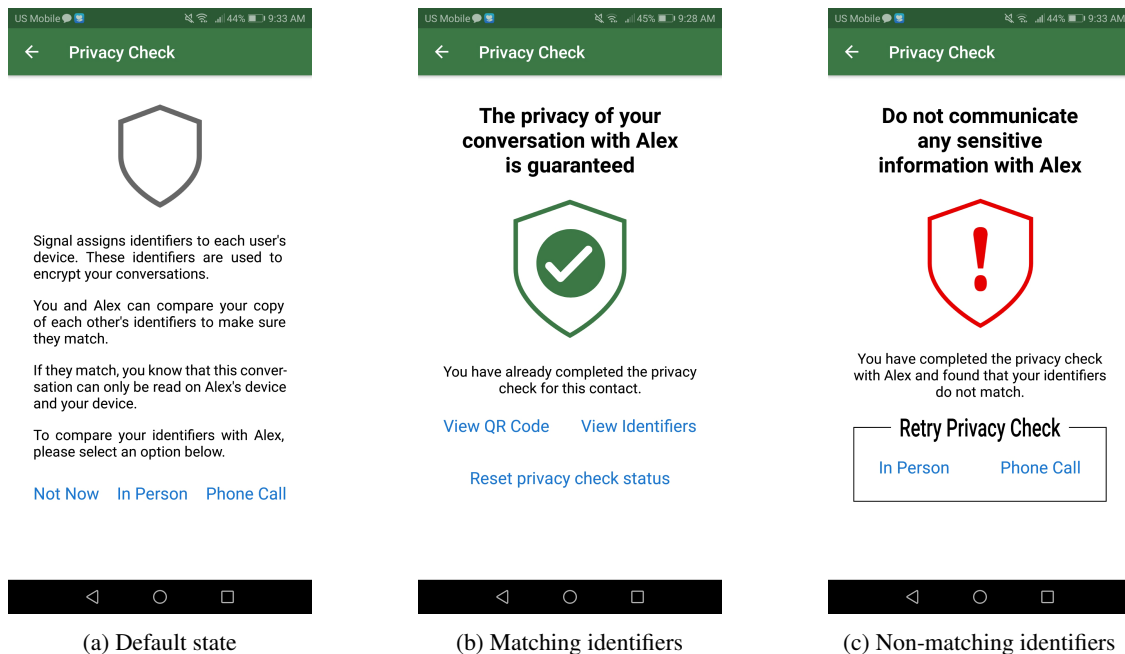 US Mobile 44% 9:33 AM
Privacy Check
Signal assigns identifiers to each user's
device. These identifiers are used to
encrypt your conversations.
You and Alex can compare your copy
of each other's identifiers to make sure
they match.
If they match, you know that this conver-
sation can only be read on Alex's device
and your device.
To compare your identifiers with Alex,
please select an option below.
Not Now In Person Phone Call
(a) Default state
US Mobile 45% 9:28 AM
Privacy Check
The privacy of your
conversation with Alex
is guaranteed
You have already completed the privacy
check for this contact.
View QR Code View Identifiers
Reset privacy check status
(b) Matching identifiers
US Mobile 44% 9:33 AM
Privacy Check
Do not communicate
any sensitive
information with Alex
You have completed the privacy check
with Alex and found that your identifiers
do not match.
Retry Privacy Check
In Person Phone Call
(c) Non-matching identifiers